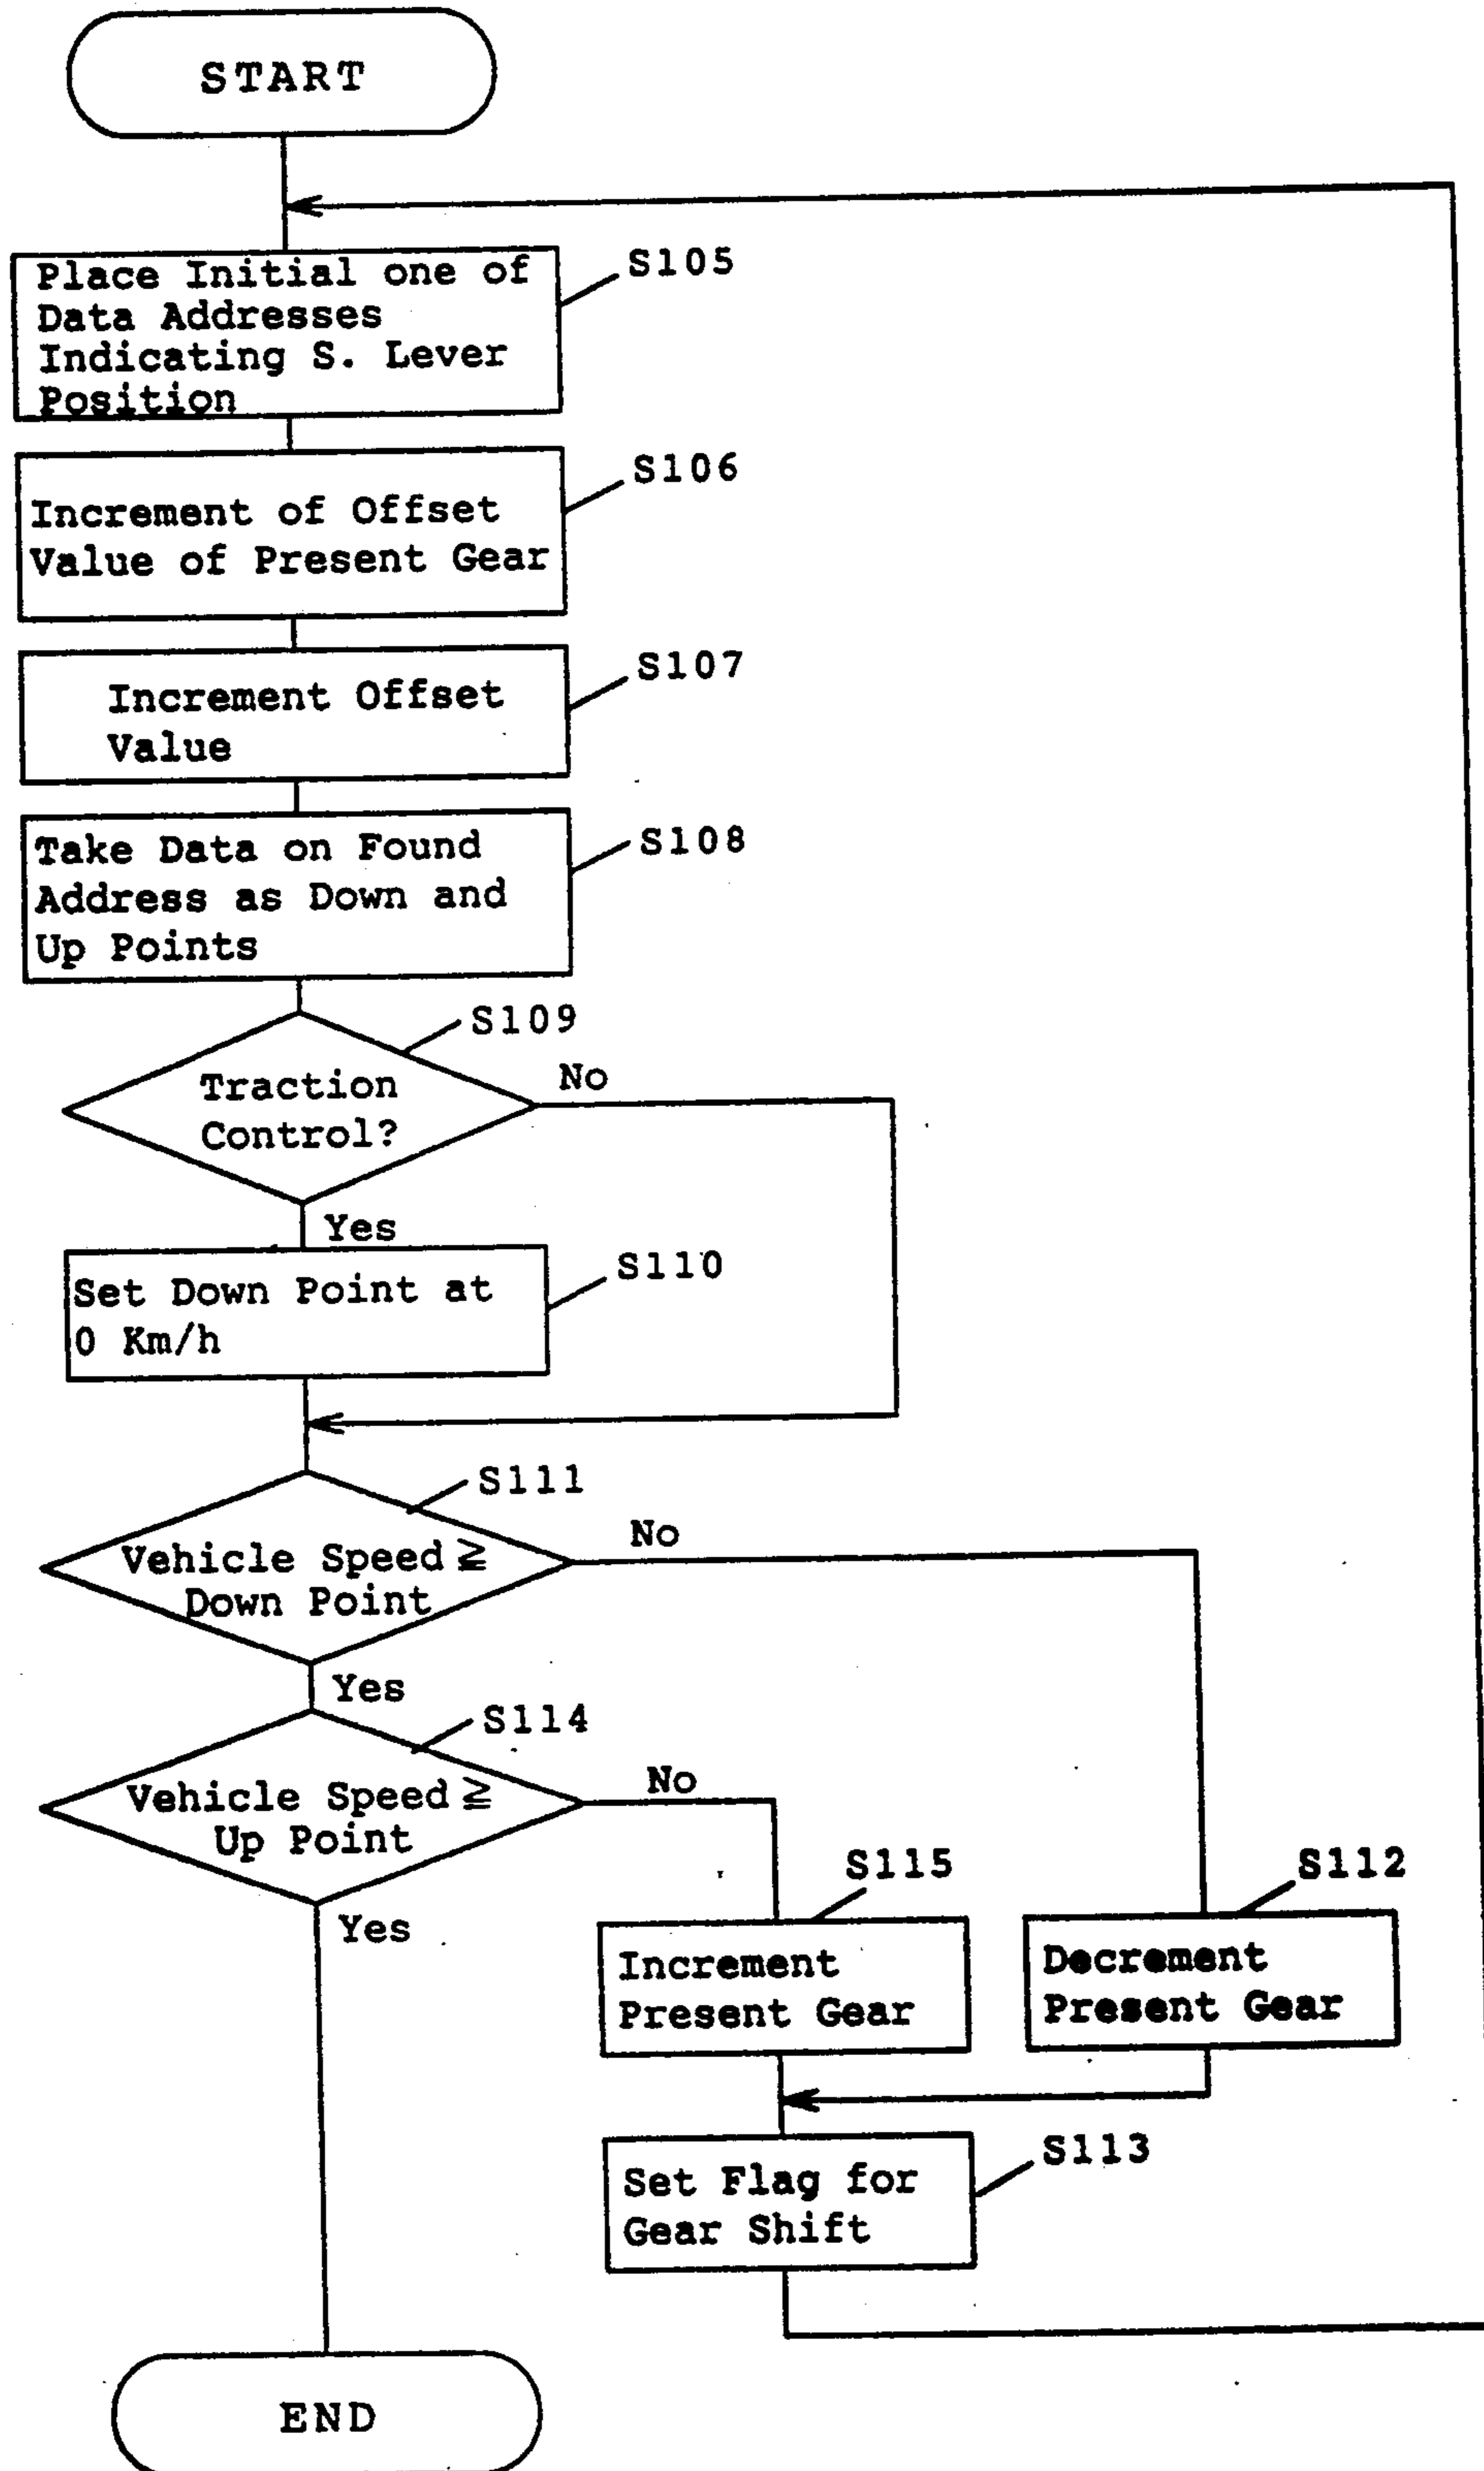 START
Place Initial one of
Data Addresses
Indicating S. Lever
Position
S105
Increment of Offset
Value of Present Gear
S106
Increment Offset
Value
S107
Take Data on Found
Address as Down and
Up Points
S108
S109
Traction
Control?
No
Yes
Set Down Point at
0 Km/h
S110
S111
Vehicle Speed ≧
Down Point
No
Yes
S114
Vehicle Speed ≧
Up Point
No
Yes
S115
Increment
Present Gear
S112
Decrement
Present Gear
S113
Set Flag for
Gear Shift
END